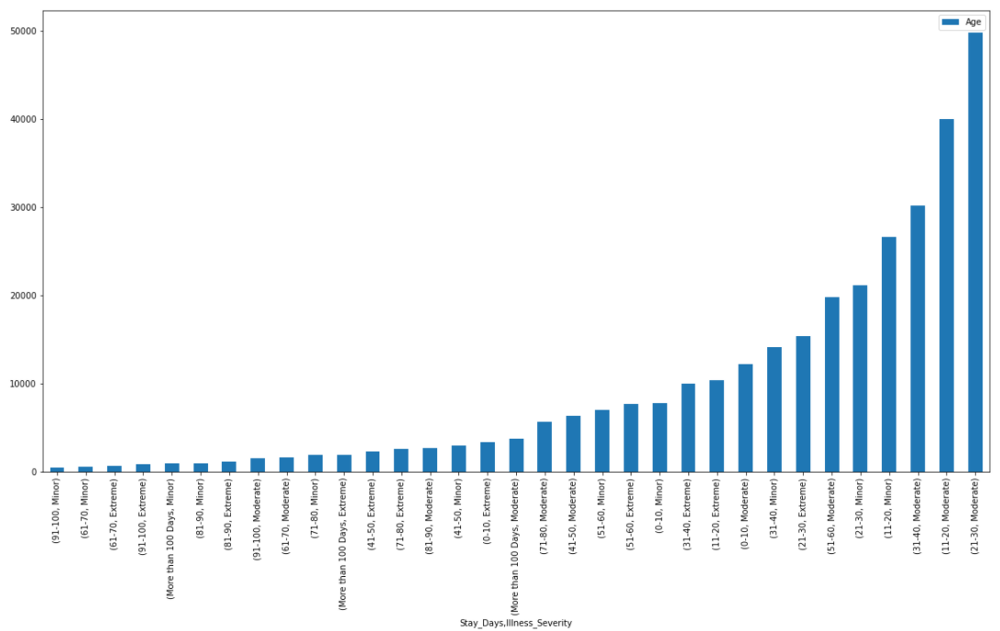 Age
50000
40000
30000
20000
10000
0
(91-100, Minor)
(61-70, Minor)
(61-70, Extreme)
(91-100, Extreme)
(More than 100 Days, Minor)
(81-90, Minor)
(81-90, Extreme)
(91-100, Moderate)
(61-70, Moderate)
(71-80, Minor)
(More than 100 Days, Extreme)
(41-50, Extreme)
(71-80, Extreme)
(81-90, Moderate)
(41-50, Minor)
(0-10, Extreme)
(More than 100 Days, Moderate)
(71-80, Moderate)
(41-50, Moderate)
(51-60, Minor)
(51-60, Extreme)
(0-10, Minor)
(31-40, Extreme)
(11-20, Extreme)
(0-10, Moderate)
(31-40, Minor)
(21-30, Extreme)
(51-60, Moderate)
(21-30, Minor)
(11-20, Minor)
(31-40, Moderate)
(11-20, Moderate)
(21-30, Moderate)
Stay_Days,Illness_Severity